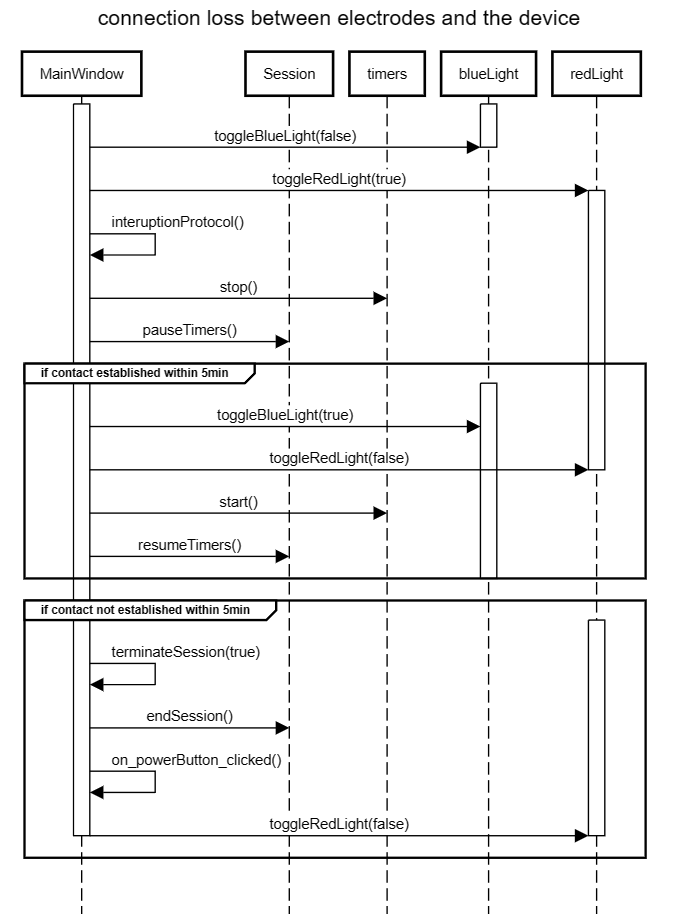 connection loss between electrodes and the device
MainWindow Session timers blueLight redLight
toggleBlueLight(false)
toggleRedLight(true)
interuptionProtocol()
stop()
pauseTimers()
if contact established within 5min
toggleBlueLight(true)
toggleRedLight(false)
start()
resumeTimers()
if contact not established within 5min
terminateSession(true)
endSession()
on_powerButton_clicked()
toggleRedLight(false)